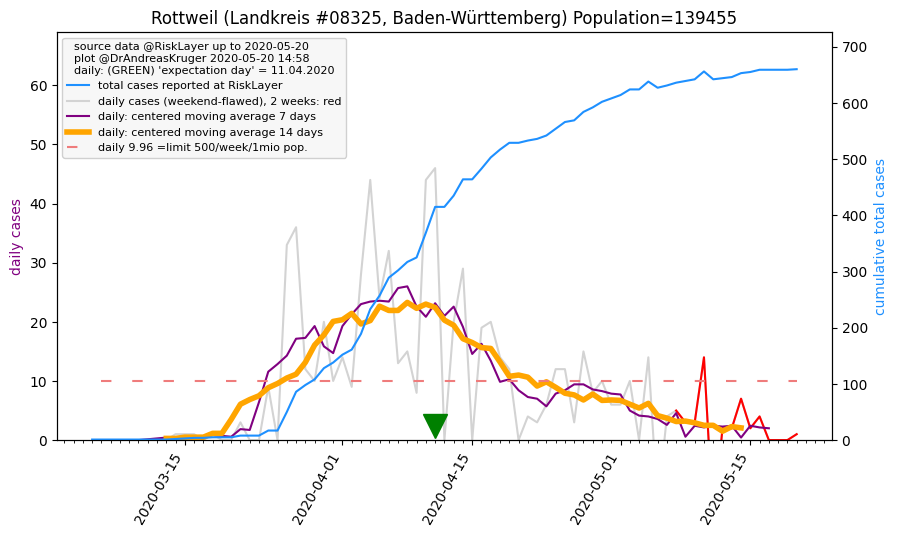 Rottweil (Landkreis #08325, Baden-Württemberg) Population=139455
source data @RiskLayer up to 2020-05-20
plot @DrAndreasKruger 2020-05-20 14:58
daily: (GREEN) 'expectation day' = 11.04.2020
total cases reported at RiskLayer
daily cases (weekend-flawed), 2 weeks: red
daily: centered moving average 7 days
daily: centered moving average 14 days
daily 9.96 =limit 500/week/1mio pop.
daily cases
0
10
20
30
40
50
60
cumulative total cases
0
100
200
300
400
500
600
700
2020-03-15
2020-04-01
2020-04-15
2020-05-01
2020-05-15